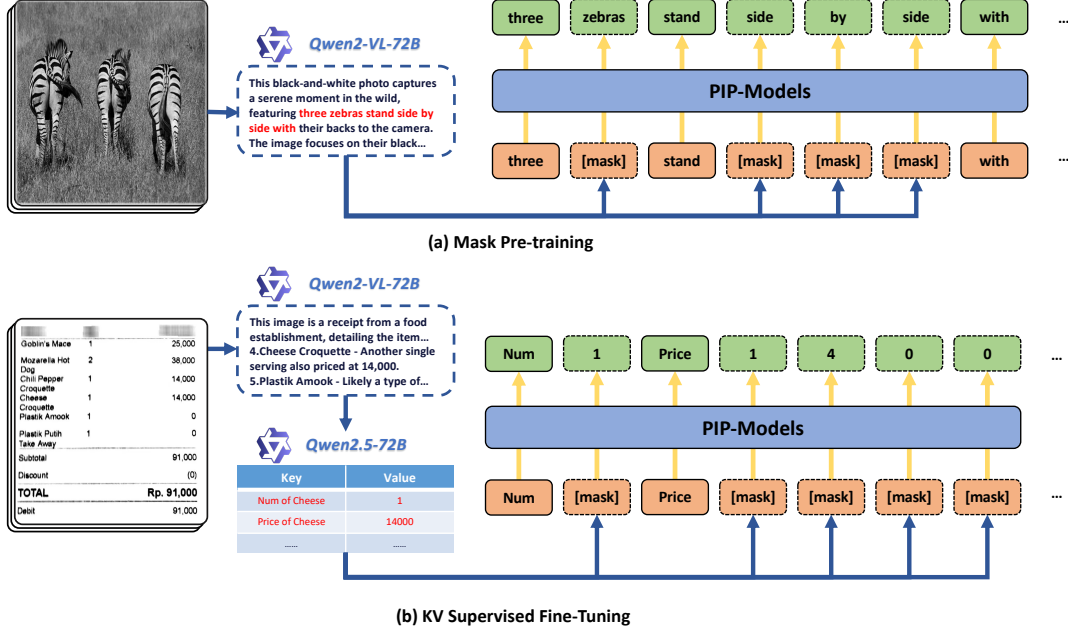 three zebras stand side by side with ...
Qwen2-VL-72B
This black-and-white photo captures
a serene moment in the wild,
featuring three zebras stand side by
side with their backs to the camera.
The image focuses on their black...
PIP-Models
three [mask] stand [mask] [mask] [mask] with ...
(a) Mask Pre-training
Qwen2-VL-72B
This image is a receipt from a food
establishment, detailing the item...
4.Cheese Croquette - Another single
serving also priced at 14,000.
5.Plastik Amook - Likely a type of...
Goblin's Mace 1 25,000
Mozarella Hot 2 38,000
Dog
Chili Pepper 1 14,000
Croquette
Cheese 1 14,000
Croquette
Plastik Amook 1 0
Plastik Putih 1 0
Take Away
Subtotal 91,000
Discount (0)
TOTAL Rp. 91,000
Debit 91,000
Qwen2.5-72B
Key Value
Num of Cheese 1
Price of Cheese 14000
...... ......
Num 1 Price 1 4 0 0 ...
PIP-Models
Num [mask] Price [mask] [mask] [mask] [mask] ...
(b) KV Supervised Fine-Tuning